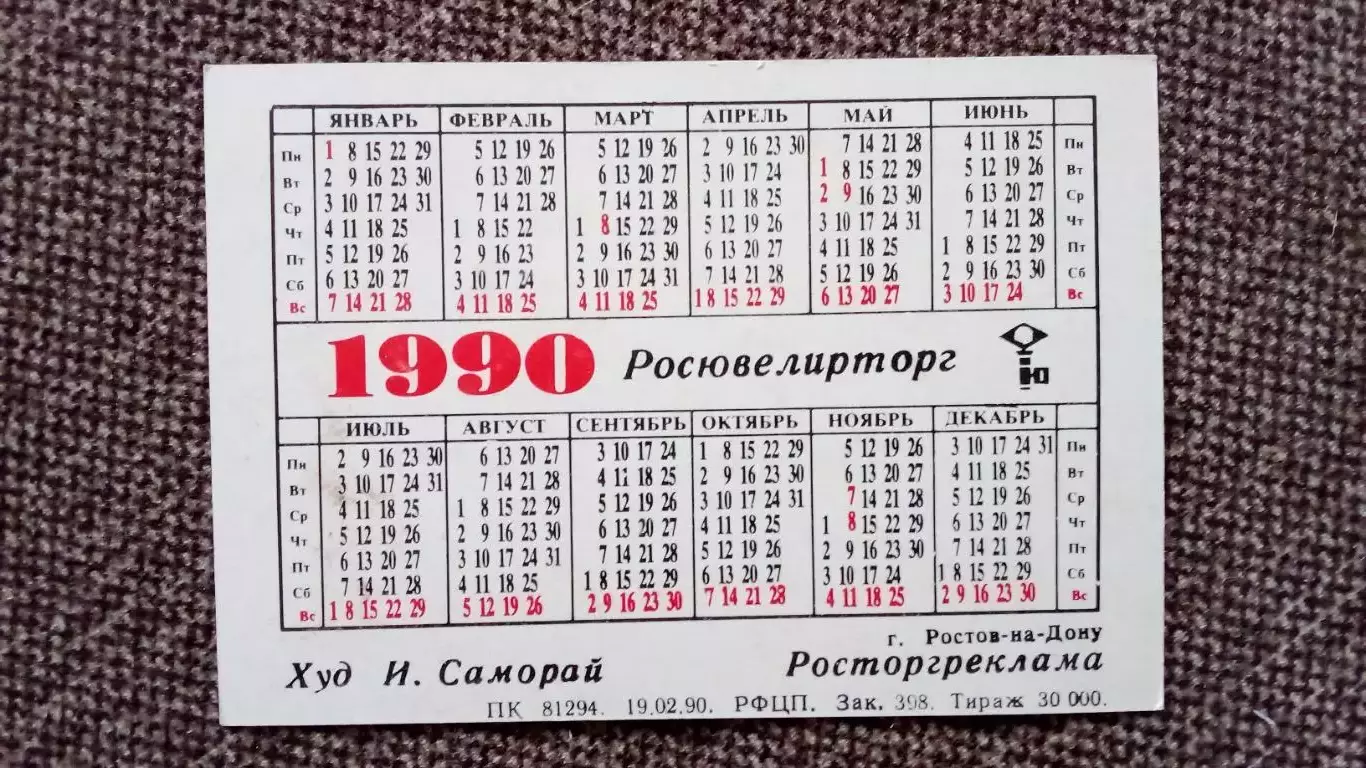 ЯНВАРЬ ФЕВРАЛЬ МАРТ АПРЕЛЬ МАЙ ИЮНЬ
Пн 1 8 15 22 29 5 12 19 26 5 12 19 26 2 9 16 23 30 7 14 21 28 4 11 18 25 Пн
Вт 2 9 16 23 30 6 13 20 27 6 13 20 27 3 10 17 24 1 8 15 22 29 5 12 19 26 Вт
Ср 3 10 17 24 31 7 14 21 28 7 14 21 28 4 11 18 25 2 9 16 23 30 6 13 20 27 Ср
Чт 4 11 18 25 1 8 15 22 1 8 15 22 29 5 12 19 26 3 10 17 24 31 7 14 21 28 Чт
Пт 5 12 19 26 2 9 16 23 2 9 16 23 30 6 13 20 27 4 11 18 25 1 8 15 22 29 Пт
Сб 6 13 20 27 3 10 17 24 3 10 17 24 31 7 14 21 28 5 12 19 26 2 9 16 23 30 Сб
Вс 7 14 21 28 4 11 18 25 4 11 18 25 1 8 15 22 29 6 13 20 27 3 10 17 24 Вс
1990 Росювелирторг Ю
ИЮЛЬ АВГУСТ СЕНТЯБРЬ ОКТЯБРЬ НОЯБРЬ ДЕКАБРЬ
Пн 2 9 16 23 30 6 13 20 27 3 10 17 24 1 8 15 22 29 5 12 19 26 3 10 17 24 31 Пн
Вт 3 10 17 24 31 7 14 21 28 4 11 18 25 2 9 16 23 30 6 13 20 27 4 11 18 25 Вт
Ср 4 11 18 25 1 8 15 22 29 5 12 19 26 3 10 17 24 31 7 14 21 28 5 12 19 26 Ср
Чт 5 12 19 26 2 9 16 23 30 6 13 20 27 4 11 18 25 1 8 15 22 29 6 13 20 27 Чт
Пт 6 13 20 27 3 10 17 24 31 7 14 21 28 5 12 19 26 2 9 16 23 30 7 14 21 28 Пт
Сб 7 14 21 28 4 11 18 25 1 8 15 22 29 6 13 20 27 3 10 17 24 1 8 15 22 29 Сб
Вс 1 8 15 22 29 5 12 19 26 2 9 16 23 30 7 14 21 28 4 11 18 25 2 9 16 23 30 Вс
г. Ростов-на-Дону
Худ И. Саморай Росторгреклама
ПК 81294. 19.02.90. РФЦП. Зак. 398. Тираж 30 000.